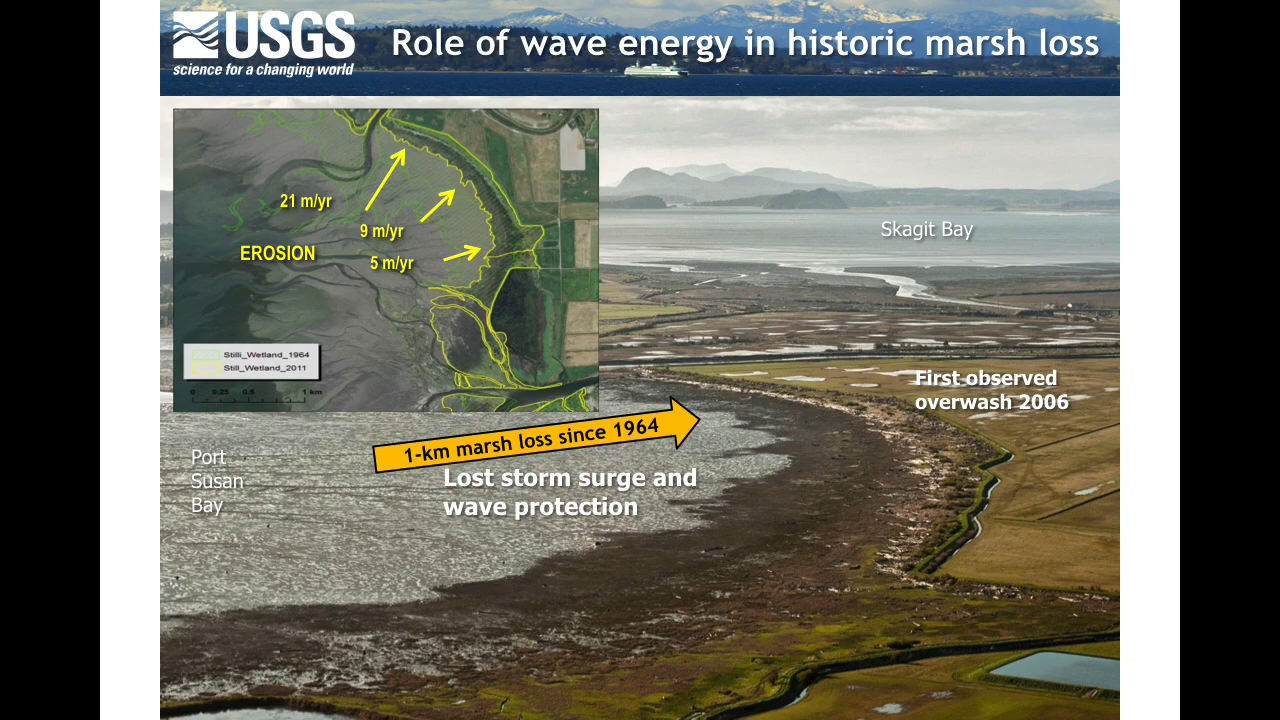 USGS
science for a changing world
Role of wave energy in historic marsh loss
21 m/yr
9 m/yr
EROSION
5 m/yr
Stilli_Wetland_1964
Still_Wetland_2011
0 0.25 0.5 1 km
Skagit Bay
First observed
overwash 2006
1-km marsh loss since 1964
Port
Susan
Bay
Lost storm surge and
wave protection